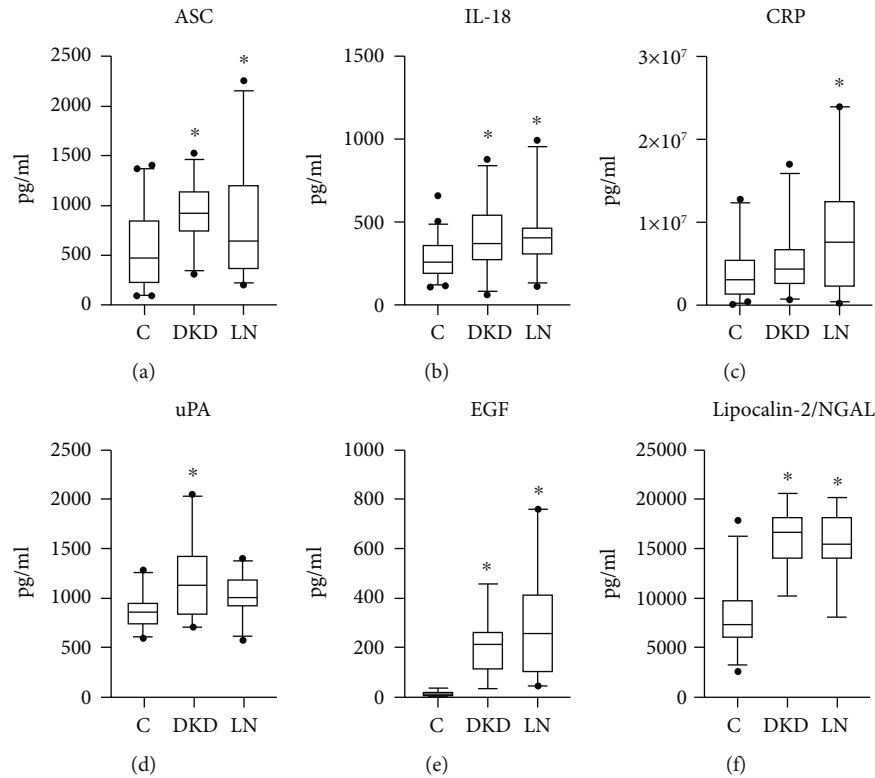 ASC
IL-18
CRP
2500
2000
1500
1000
500
0
pg/ml
*
*
C
DKD
LN
(a)
1500
1000
500
0
pg/ml
*
*
C
DKD
LN
(b)
3×10⁷
2×10⁷
1×10⁷
0
pg/ml
*
C
DKD
LN
(c)
uPA
EGF
Lipocalin-2/NGAL
2500
2000
1500
1000
500
0
pg/ml
*
C
DKD
LN
(d)
1000
800
600
400
200
0
pg/ml
*
*
C
DKD
LN
(e)
25000
20000
15000
10000
5000
0
pg/ml
*
*
C
DKD
LN
(f)